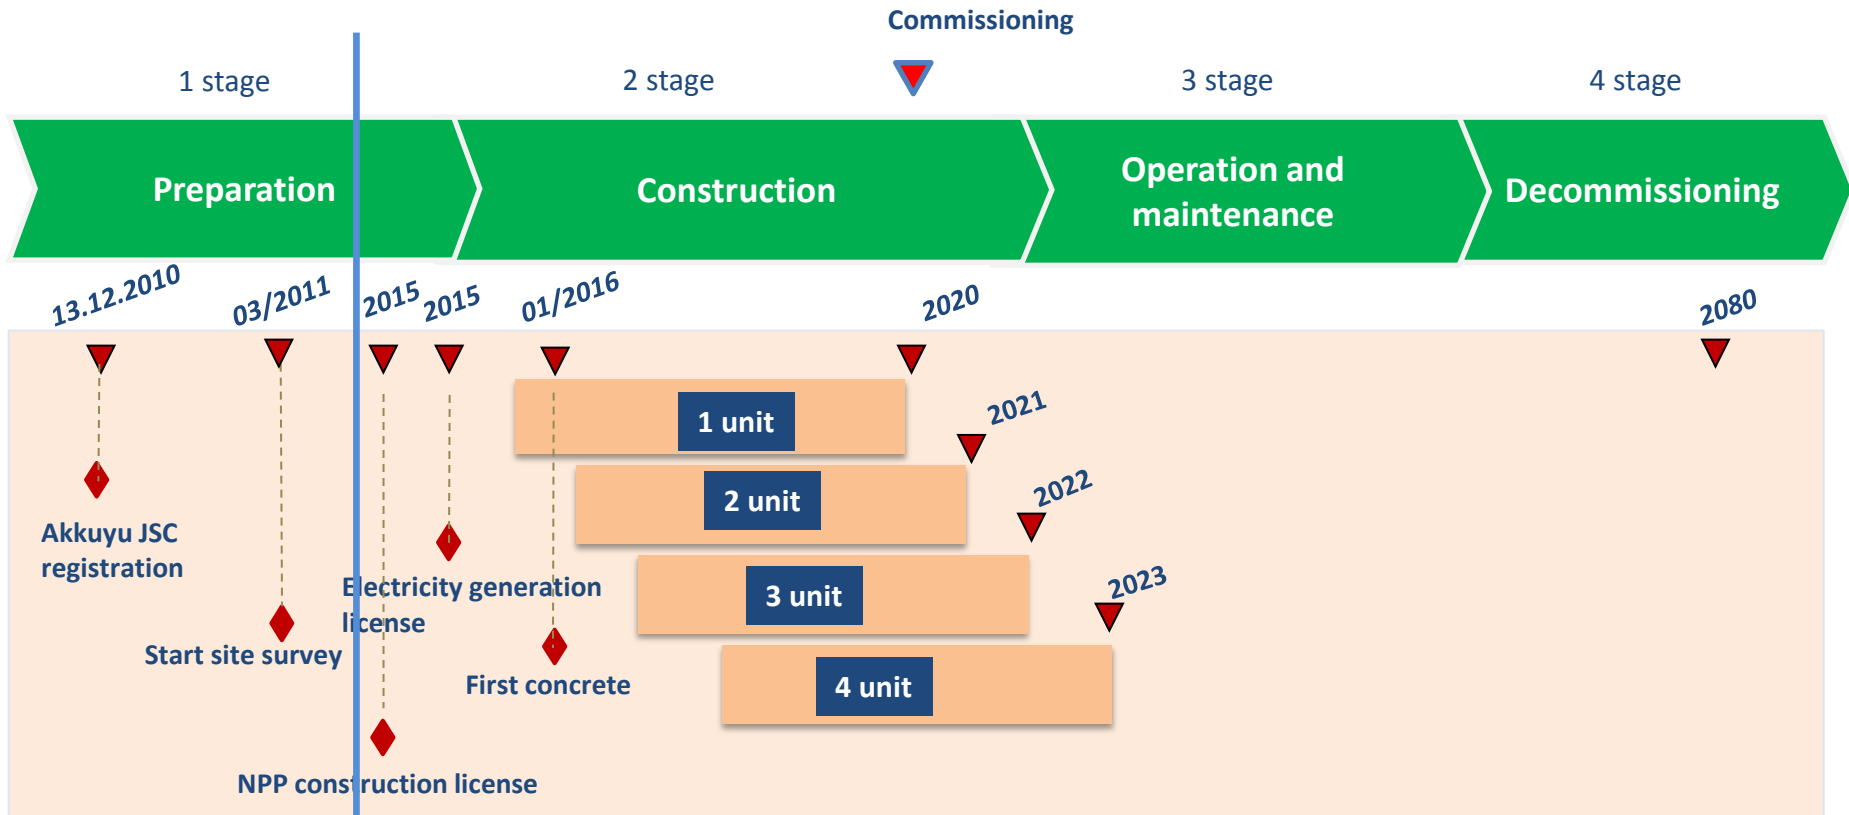 Commissioning
1 stage
2 stage
3 stage
4 stage
Preparation
Construction
Operation and
maintenance
Decommissioning
13.12.2010
03/2011
2015
2015
01/2016
2020
2080
1 unit
2021
2 unit
2022
Akkuyu JSC
registration
Electricity generation
license
3 unit
2023
Start site survey
First concrete
4 unit
NPP construction license